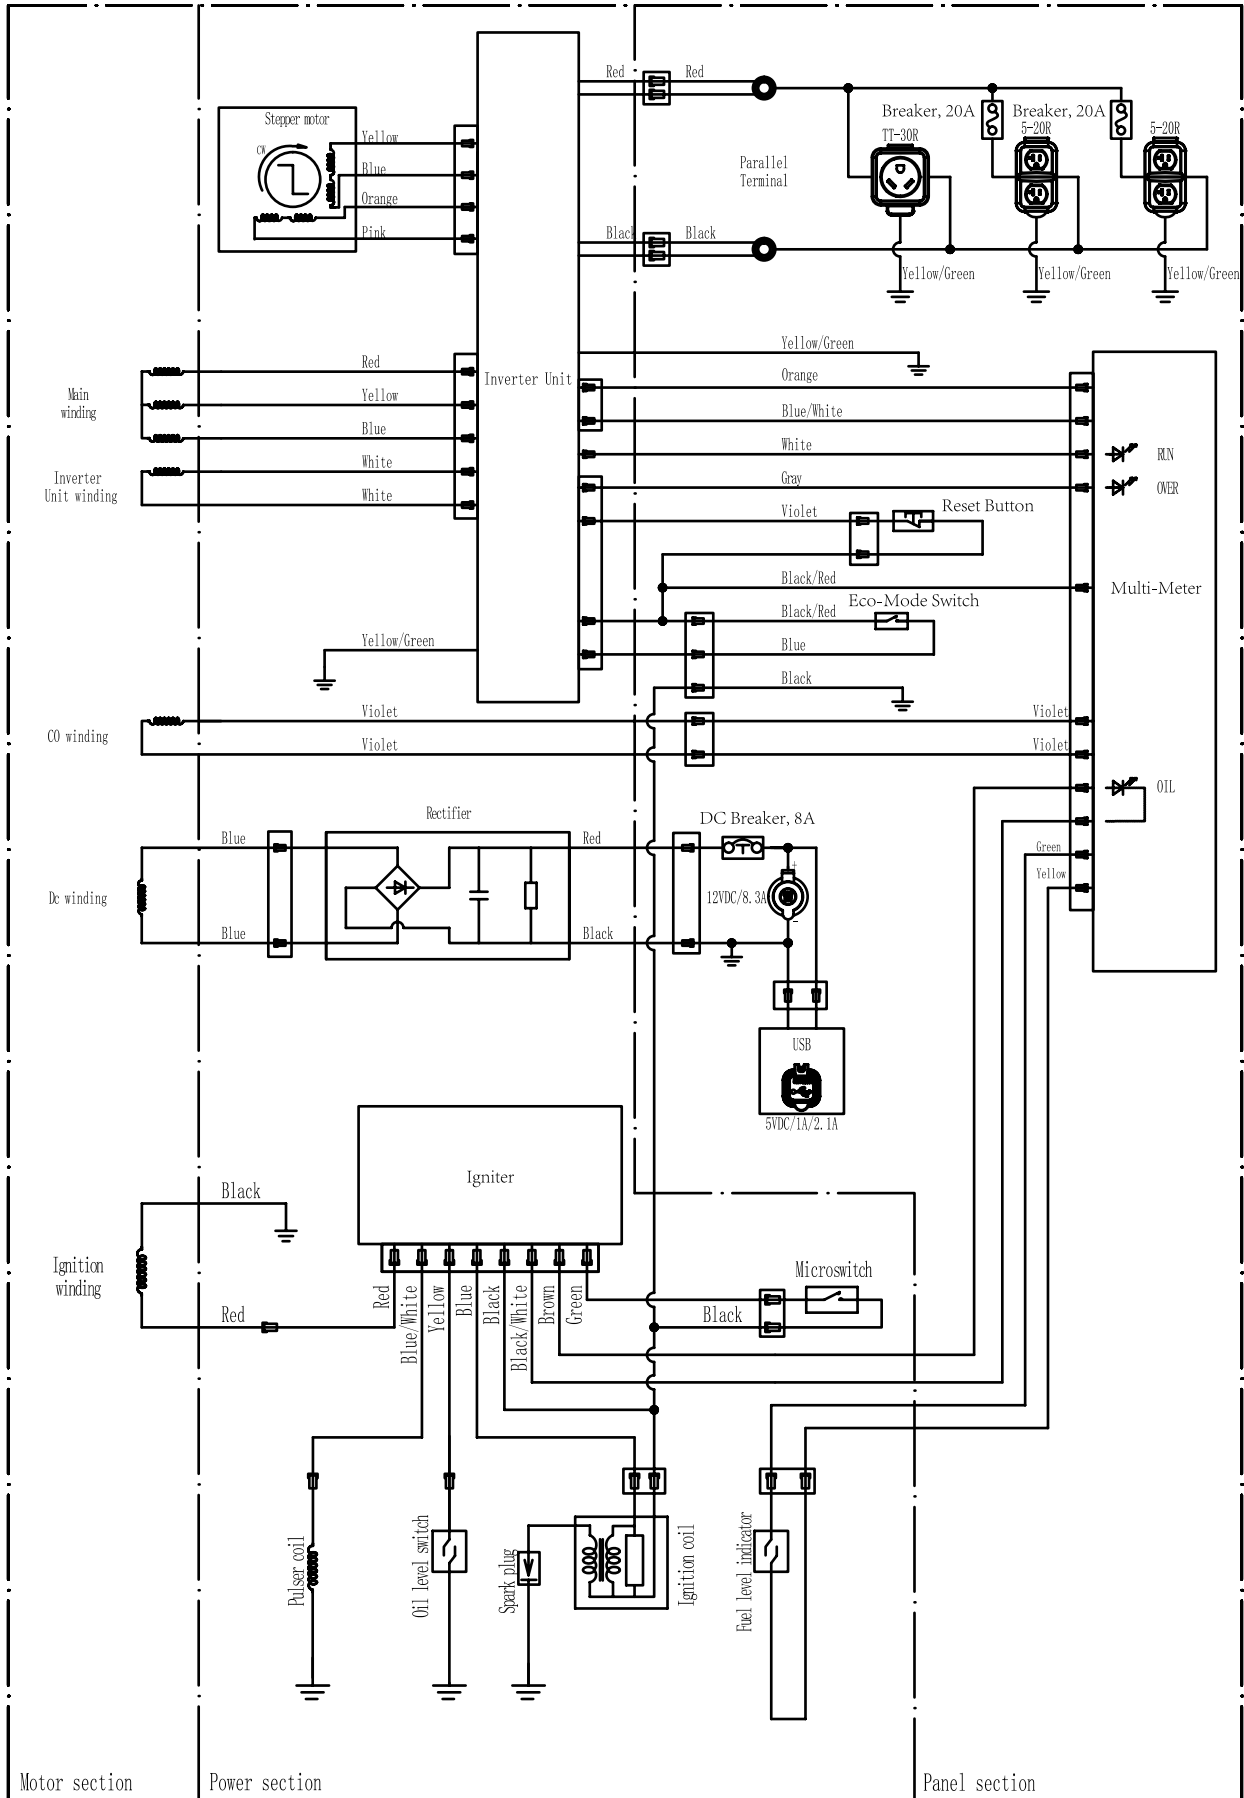 Red
Red
Breaker, 20A
Breaker, 20A
Stepper motor
CW
TT-30R
5-20R
5-20R
Yellow
Parallel
Terminal
Blue
Orange
Pink
Black
Black
Yellow/Green
Yellow/Green
Yellow/Green
Yellow/Green
Red
Inverter Unit
Orange
Main
winding
Yellow
Blue/White
Blue
White
RUN
White
Gray
OVER
Inverter
Unit winding
White
Violet
Reset Button
Black/Red
Multi-Meter
Eco-Mode Switch
Black/Red
Yellow/Green
Blue
Black
Violet
Violet
CO winding
Violet
Violet
OIL
Rectifier
DC Breaker, 8A
Blue
Red
Green
+
Yellow
Dc winding
12VDC/8.3A
-
Blue
Black
USB
5VDC/1A/2.1A
Igniter
Black
Ignition
winding
Red
Red
Blue/White
Yellow
Blue
Black
Black/White
Brown
Green
Microswitch
Black
Pulser coil
Oil level switch
Spark plug
Ignition coil
Fuel level indicator
Motor section
Power section
Panel section